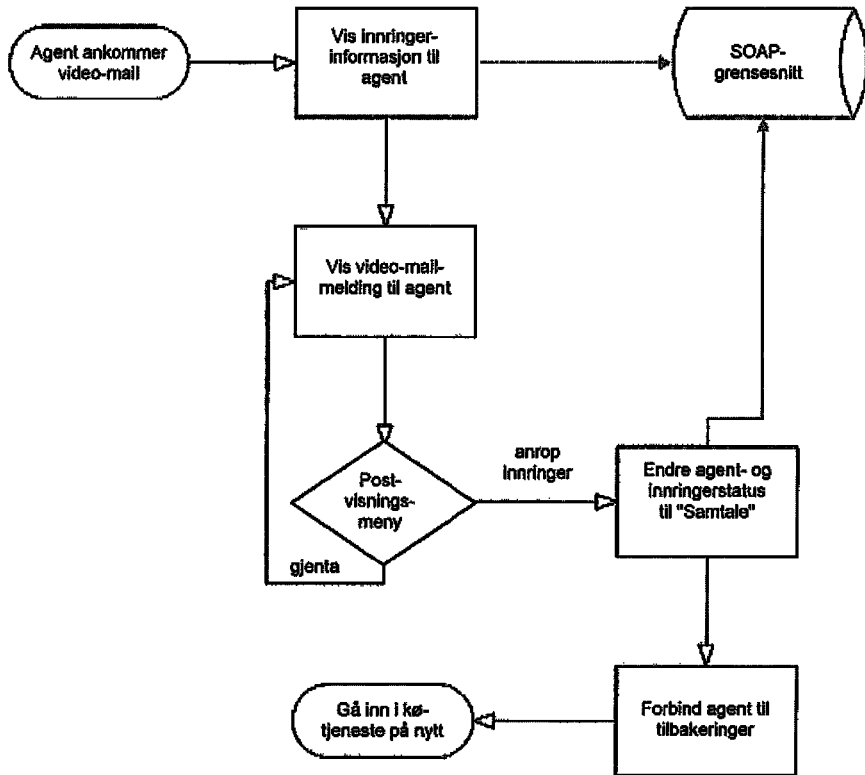 Agent ankommer
video-mail
Vis innringer-
informasjon til
agent
SOAP-
grensesnitt
Vis video-mail-
melding til agent
Post-
visnings-
meny
anrop
innringer
Endre agent- og
innringerstatus
til "Samtale"
gjenta
Forbind agent til
tilbakeringer
Gå inn i kø-
tjeneste på nytt